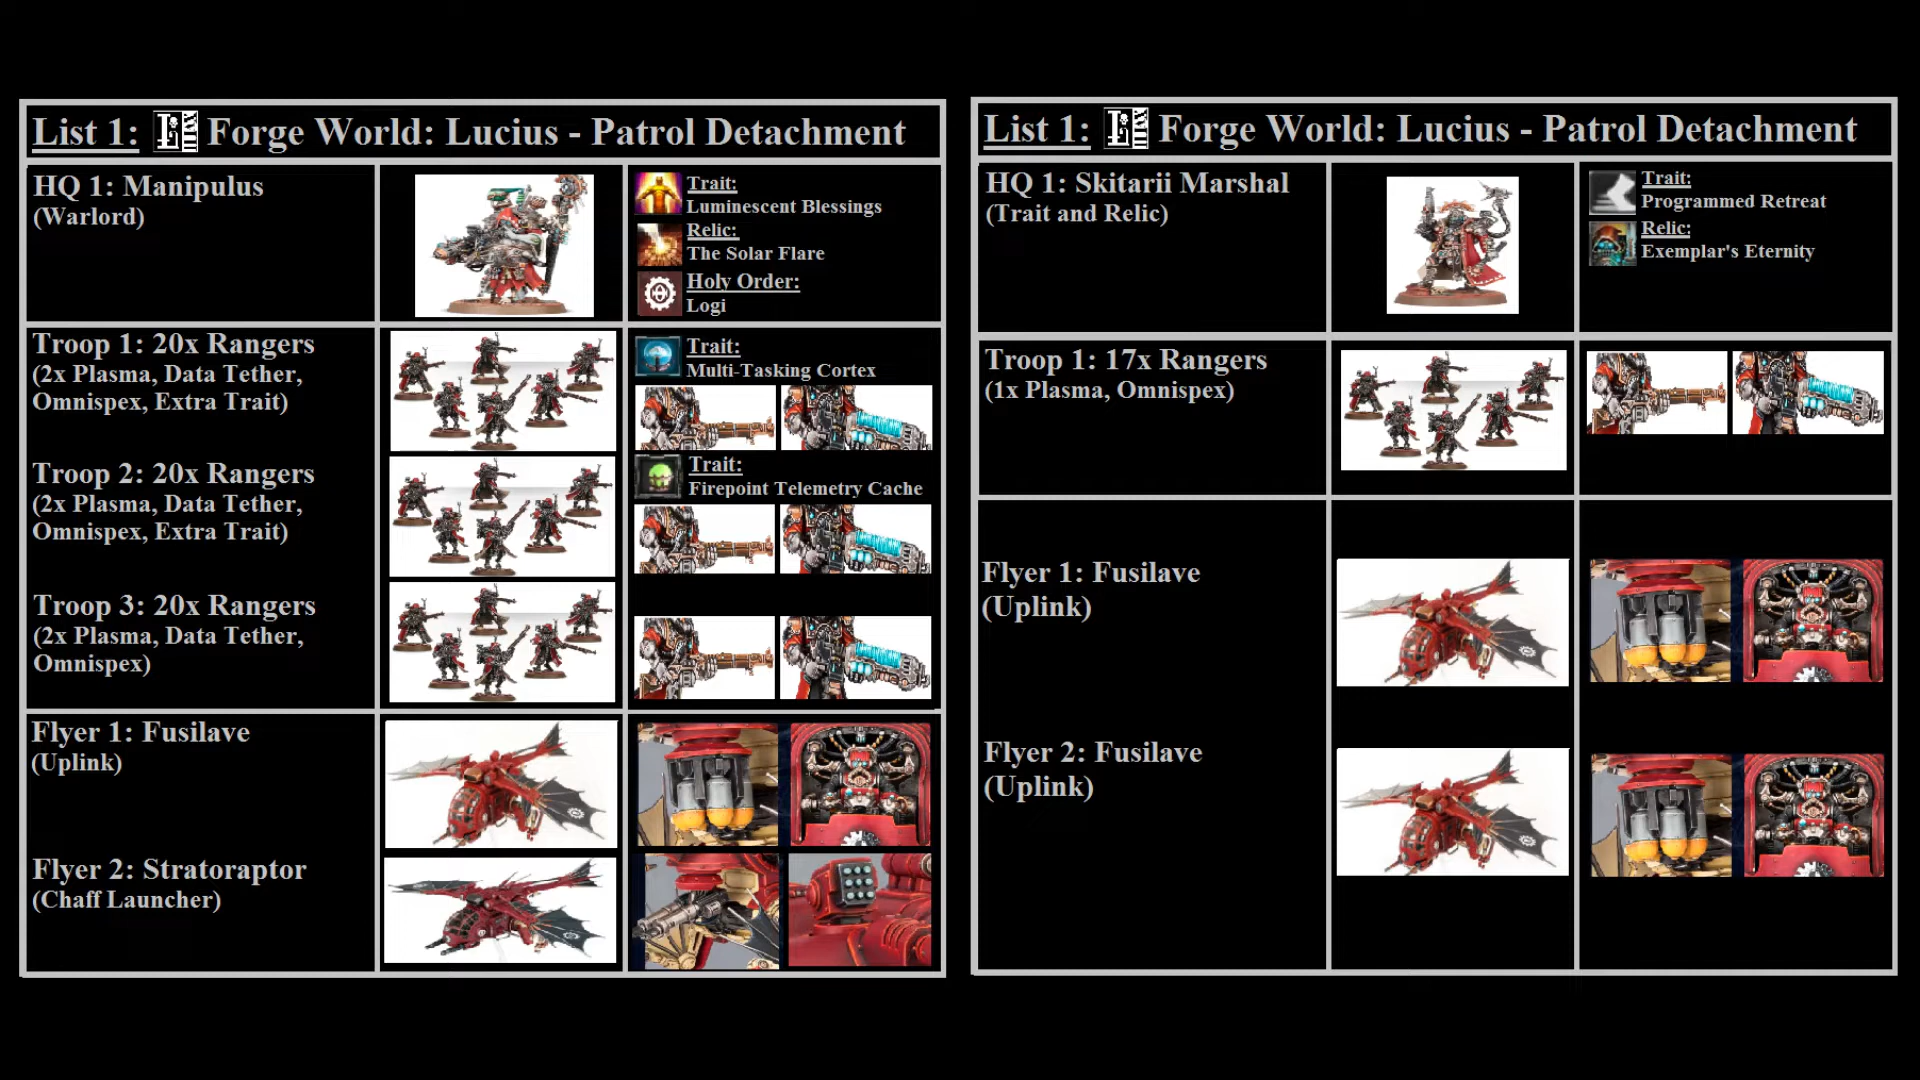 List 1: Forge World: Lucius - Patrol Detachment
HQ 1: Manipulus
(Warlord)
Trait:
Luminescent Blessings
Relic:
The Solar Flare
Holy Order:
Logi
Troop 1: 20x Rangers
(2x Plasma, Data Tether,
Omnispex, Extra Trait)
Trait:
Multi-Tasking Cortex
Troop 2: 20x Rangers
(2x Plasma, Data Tether,
Omnispex, Extra Trait)
Trait:
Firepoint Telemetry Cache
Troop 3: 20x Rangers
(2x Plasma, Data Tether,
Omnispex)
Flyer 1: Fusilave
(Uplink)
Flyer 2: Stratoraptor
(Chaff Launcher)
List 1: Forge World: Lucius - Patrol Detachment
HQ 1: Skitarii Marshal
(Trait and Relic)
Trait:
Programmed Retreat
Relic:
Exemplar's Eternity
Troop 1: 17x Rangers
(1x Plasma, Omnispex)
Flyer 1: Fusilave
(Uplink)
Flyer 2: Fusilave
(Uplink)